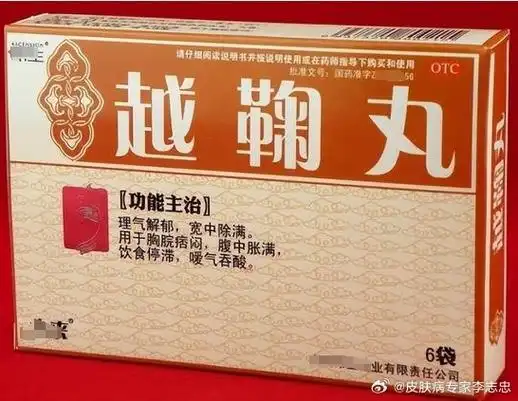 请仔细阅读说明书并按说明使用或在药师指导下购买和使用
批准文号：国药准字Z
OTC
越鞠丸
【功能主治】
理气解郁，宽中除满。
用于胸脘痞闷，腹中胀满，
饮食停滞，嗳气吞酸。
6袋
业有限责任公司
越鞠丸
@皮肤病专家李志忠